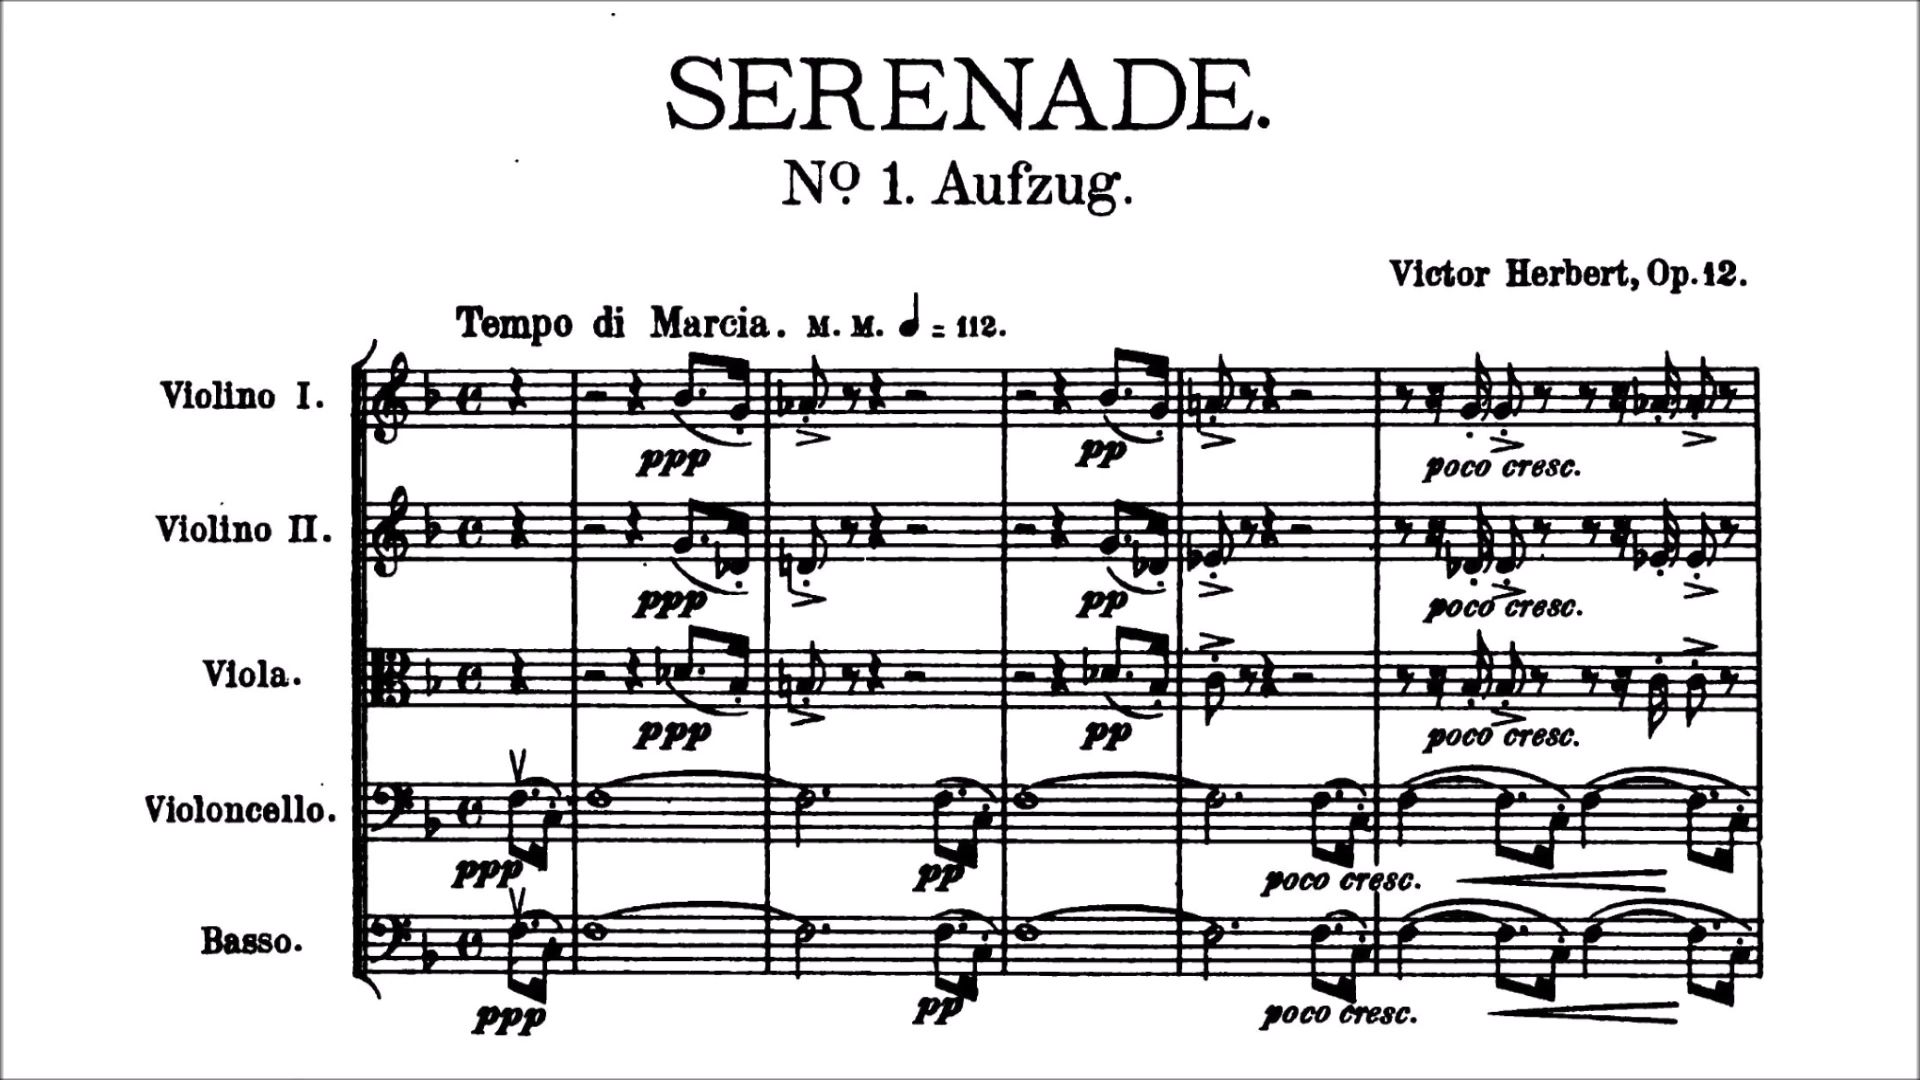 SERENADE.
No. 1. Aufzug.
Victor Herbert, Op. 12.
Tempo di Marcia. M. M. ♩ = 112.
Violino I.
ppp pp poco cresc.
Violino II.
ppp pp poco cresc.
Viola.
ppp pp poco cresc.
Violoncello.
ppp pp poco cresc.
Basso.
ppp pp poco cresc.